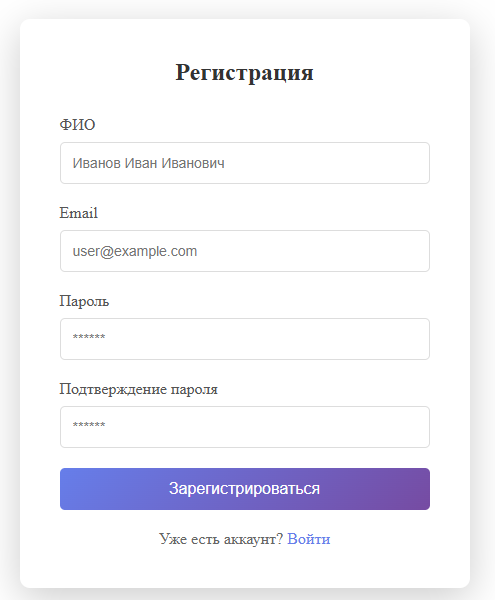 Регистрация
ФИО
Иванов Иван Иванович
Email
user@example.com
Пароль
******
Подтверждение пароля
******
Зарегистрироваться
Уже есть аккаунт? Войти